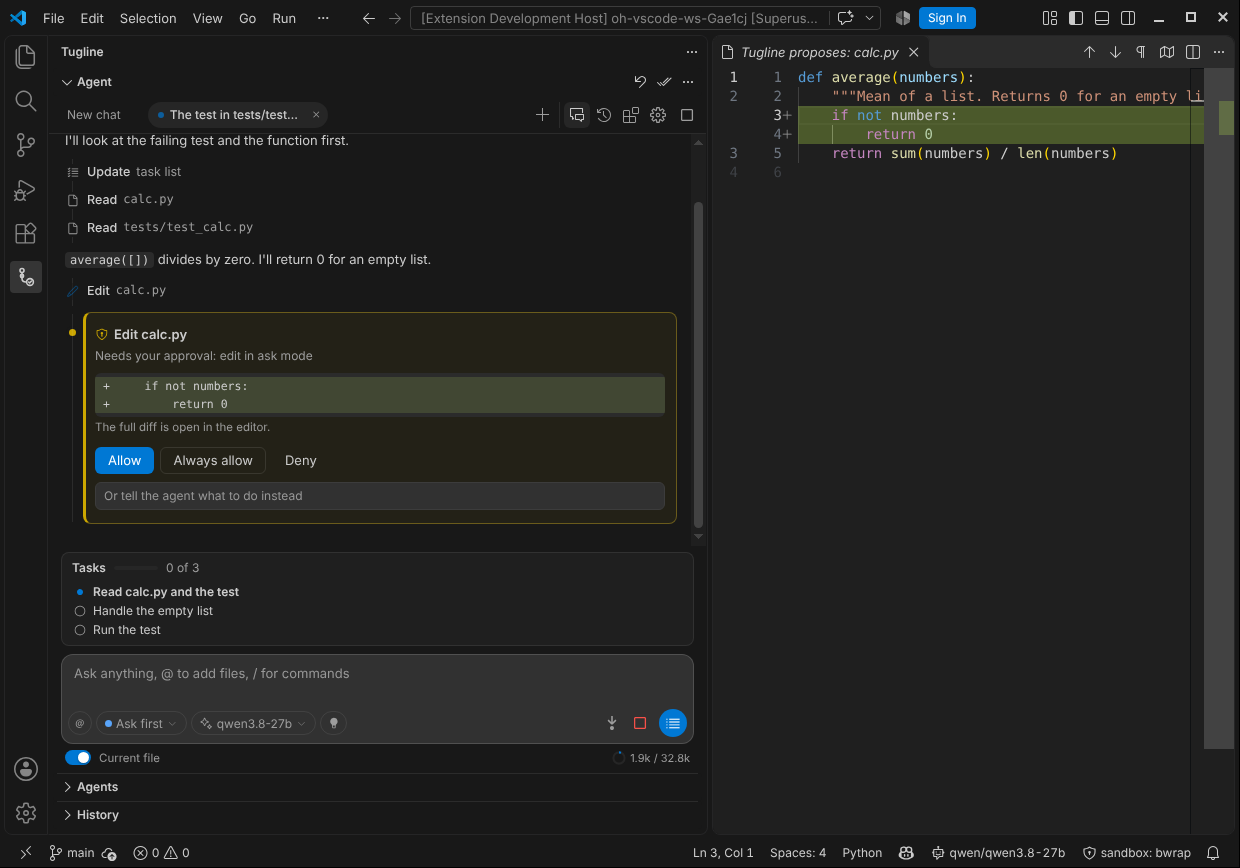 File Edit Selection View Go Run ··· [Extension Development Host] oh-vscode-ws-Gae1cj [Superus... Sign In
Tugline
Agent
New chat
The test in tests/test...
I'll look at the failing test and the function first.
Update task list
Read calc.py
Read tests/test_calc.py
average([]) divides by zero. I'll return 0 for an empty list.
Edit calc.py
Edit calc.py
Needs your approval: edit in ask mode
+ if not numbers:
+ return 0
The full diff is open in the editor.
Allow Always allow Deny
Or tell the agent what to do instead
Tasks 0 of 3
Read calc.py and the test
Handle the empty list
Run the test
Ask anything, @ to add files, / for commands
@ Ask first qwen3.8-27b
Current file 1.9k / 32.8k
Agents
History
Tugline proposes: calc.py
1 1 def average(numbers):
2 2 """Mean of a list. Returns 0 for an empty li
3+ if not numbers:
4+ return 0
3 5 return sum(numbers) / len(numbers)
4 6
main 0 0 Ln 3, Col 1 Spaces: 4 Python qwen/qwen3.8-27b sandbox: bwrap